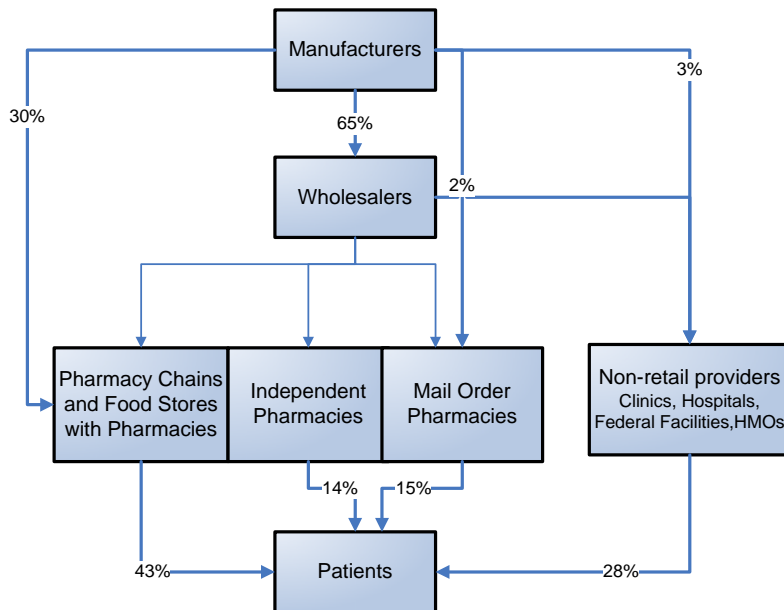 Manufacturers
3%
30%
65%
Wholesalers
2%
Pharmacy Chains
and Food Stores
with Pharmacies
Independent
Pharmacies
Mail Order
Pharmacies
Non-retail providers
Clinics, Hospitals,
Federal Facilities,HMOs
14%
15%
43%
Patients
28%